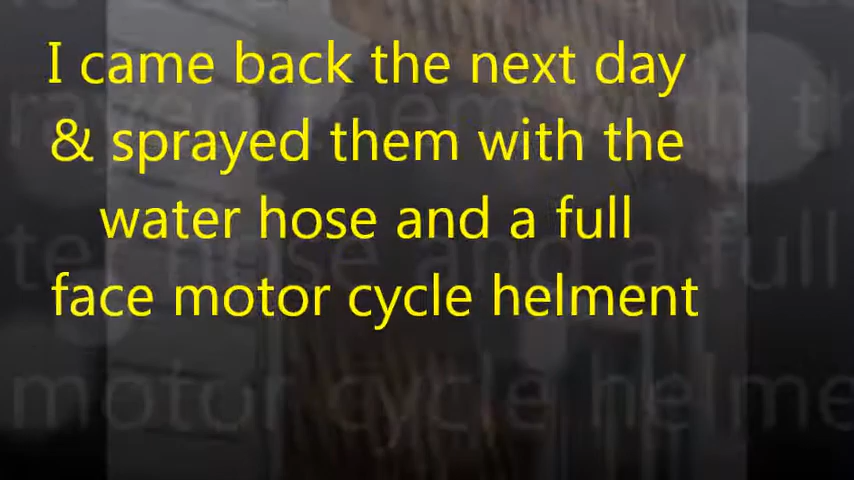 I came back the next day
& sprayed them with the
water hose and a full
face motor cycle helment